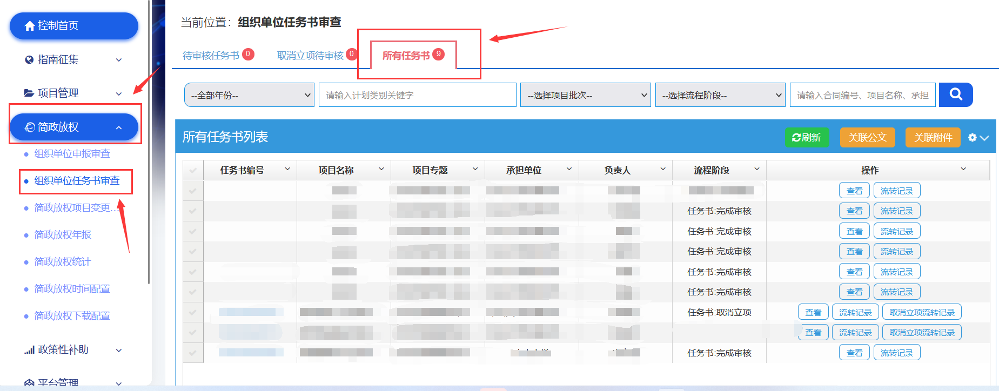 控制首页
指南征集
项目管理
简政放权
组织单位申报审查
组织单位任务书审查
简政放权项目变更...
简政放权年报
简政放权统计
简政放权时间配置
简政放权下载配置
政策性补助
平台管理
当前位置：组织单位任务书审查
待审核任务书 0 取消立项待审核 0 所有任务书 9
--全部年份-- 请输入计划类别关键字 --选择项目批次-- --选择流程阶段-- 请输入合同编号、项目名称、承担
所有任务书列表 刷新 关联公文 关联附件
任务书编号 项目名称 项目专题 承担单位 负责人 流程阶段 操作
查看 流转记录
任务书:完成审核 查看 流转记录
任务书:完成审核 查看 流转记录
任务书:完成审核 查看 流转记录
任务书:完成审核 查看 流转记录
任务书:完成审核 查看 流转记录
任务书:取消立项 查看 流转记录 取消立项流转记录
查看 流转记录 取消立项流转记录
任务书:完成审核 查看 流转记录